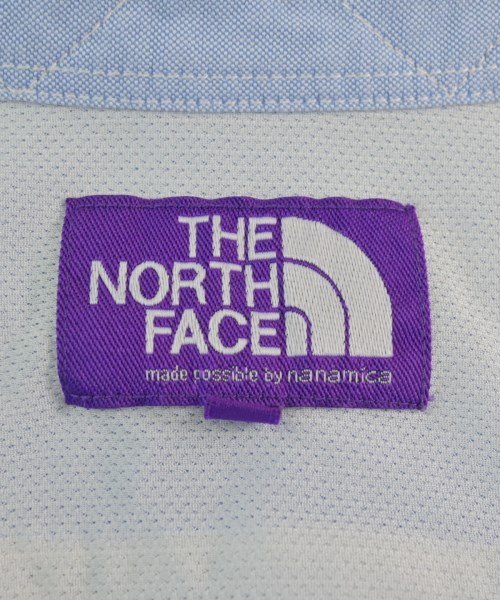 THE
NORTH
FACE
made possible by nanamica